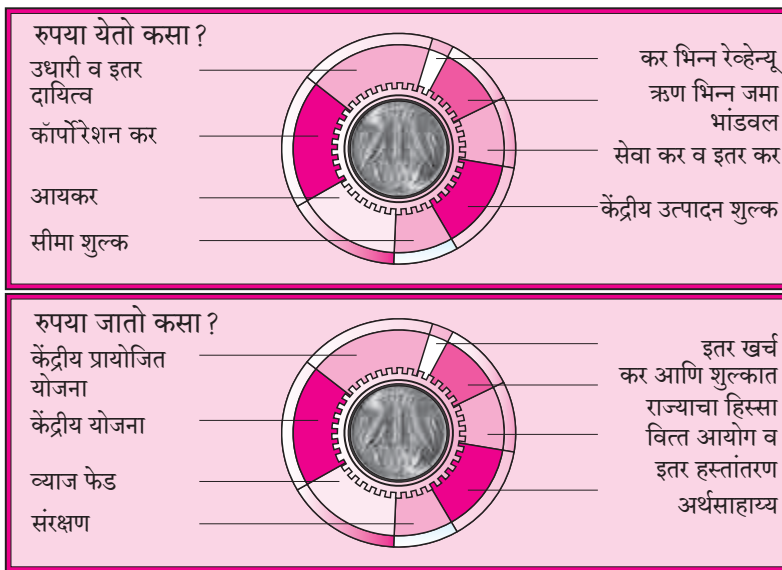 रुपया येतो कसा?
उधारी व इतर
दायित्व
कॉर्पोरेशन कर
आयकर
सीमा शुल्क
कर भिन्न रेव्हेन्यू
ऋण भिन्न जमा
भांडवल
सेवा कर व इतर कर
केंद्रीय उत्पादन शुल्क
रुपया जातो कसा?
केंद्रीय प्रायोजित
योजना
केंद्रीय योजना
व्याज फेड
संरक्षण
इतर खर्च
कर आणि शुल्कात
राज्याचा हिस्सा
वित्त आयोग व
इतर हस्तांतरण
अर्थसाहाय्य